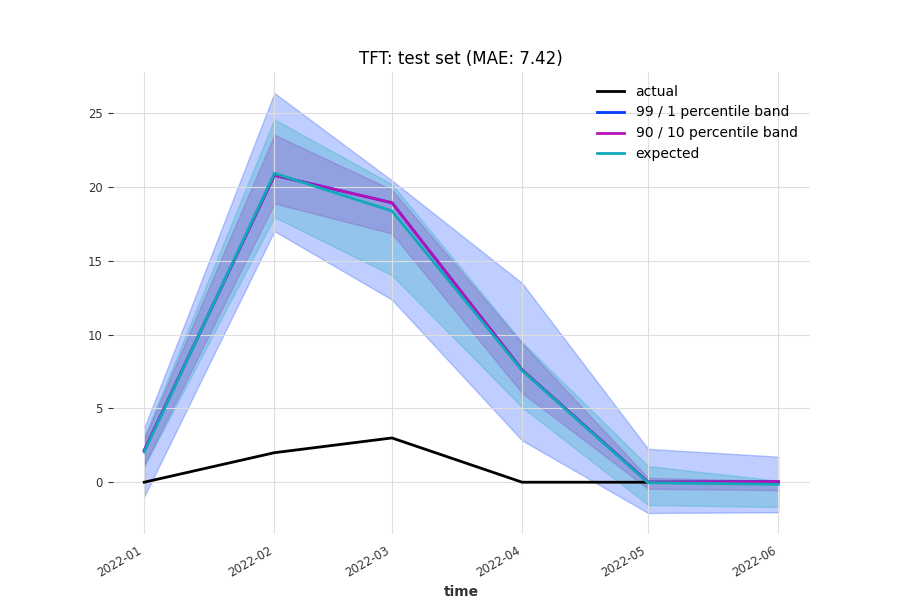 TFT: test set (MAE: 7.42)
actual
99 / 1 percentile band
90 / 10 percentile band
expected
25
20
15
10
5
0
2022-01
2022-02
2022-03
2022-04
2022-05
2022-06
time